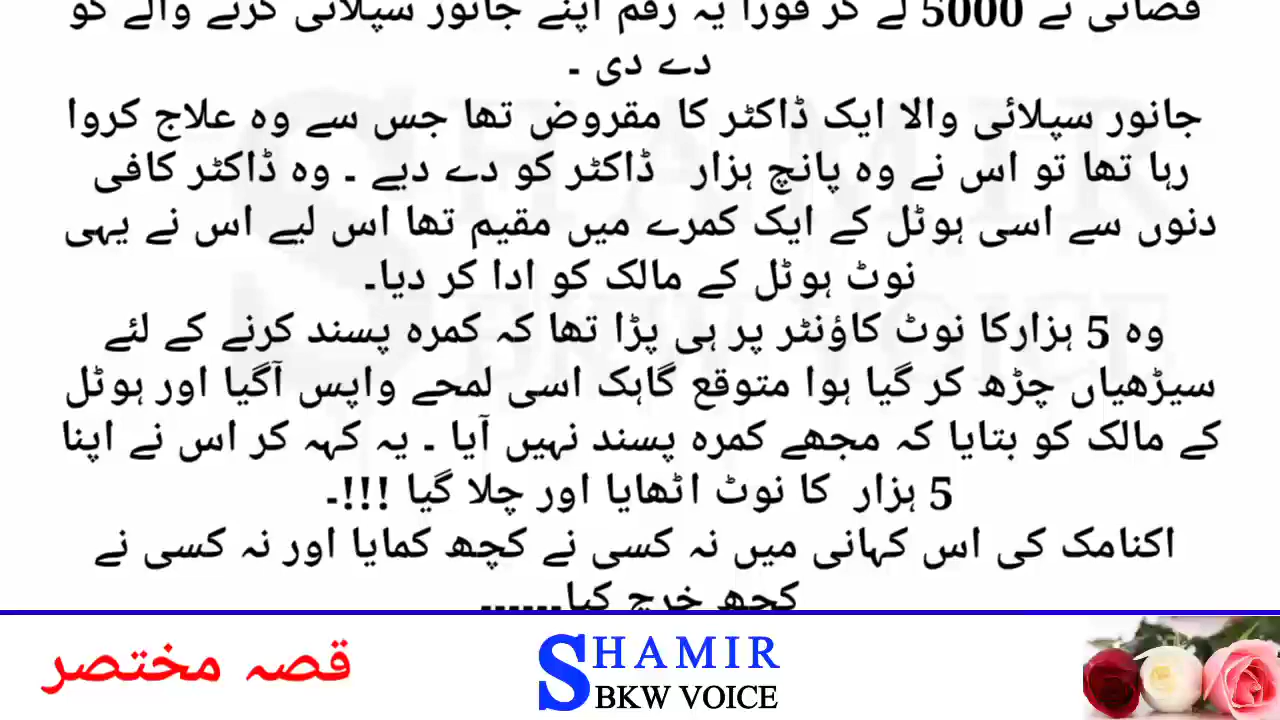 قصائی نے 5000 لے کر فورا یہ رقم اپنے جانور سپلائی کرنے والے کو
دے دی ۔
جانور سپلائی والا ایک ڈاکٹر کا مقروض تھا جس سے وہ علاج کروا
رہا تھا تو اس نے وہ پانچ ہزار ڈاکٹر کو دے دیے ۔ وہ ڈاکٹر کافی
دنوں سے اسی ہوٹل کے ایک کمرے میں مقیم تھا اس لیے اس نے یہی
نوٹ ہوٹل کے مالک کو ادا کر دیا۔
وہ 5 ہزارکا نوٹ کاؤنٹر پر ہی پڑا تھا کہ کمرہ پسند کرنے کے لئے
سیڑھیاں چڑھ کر گیا ہوا متوقع گاہک اسی لمحے واپس آگیا اور ہوٹل
کے مالک کو بتایا کہ مجھے کمرہ پسند نہیں آیا ۔ یہ کہہ کر اس نے اپنا
5 ہزار کا نوٹ اٹھایا اور چلا گیا !!!۔
اکنامک کی اس کہانی میں نہ کسی نے کچھ کمایا اور نہ کسی نے
کچھ خرچ کیا......
قصہ مختصر
SHAMIR
BKW VOICE